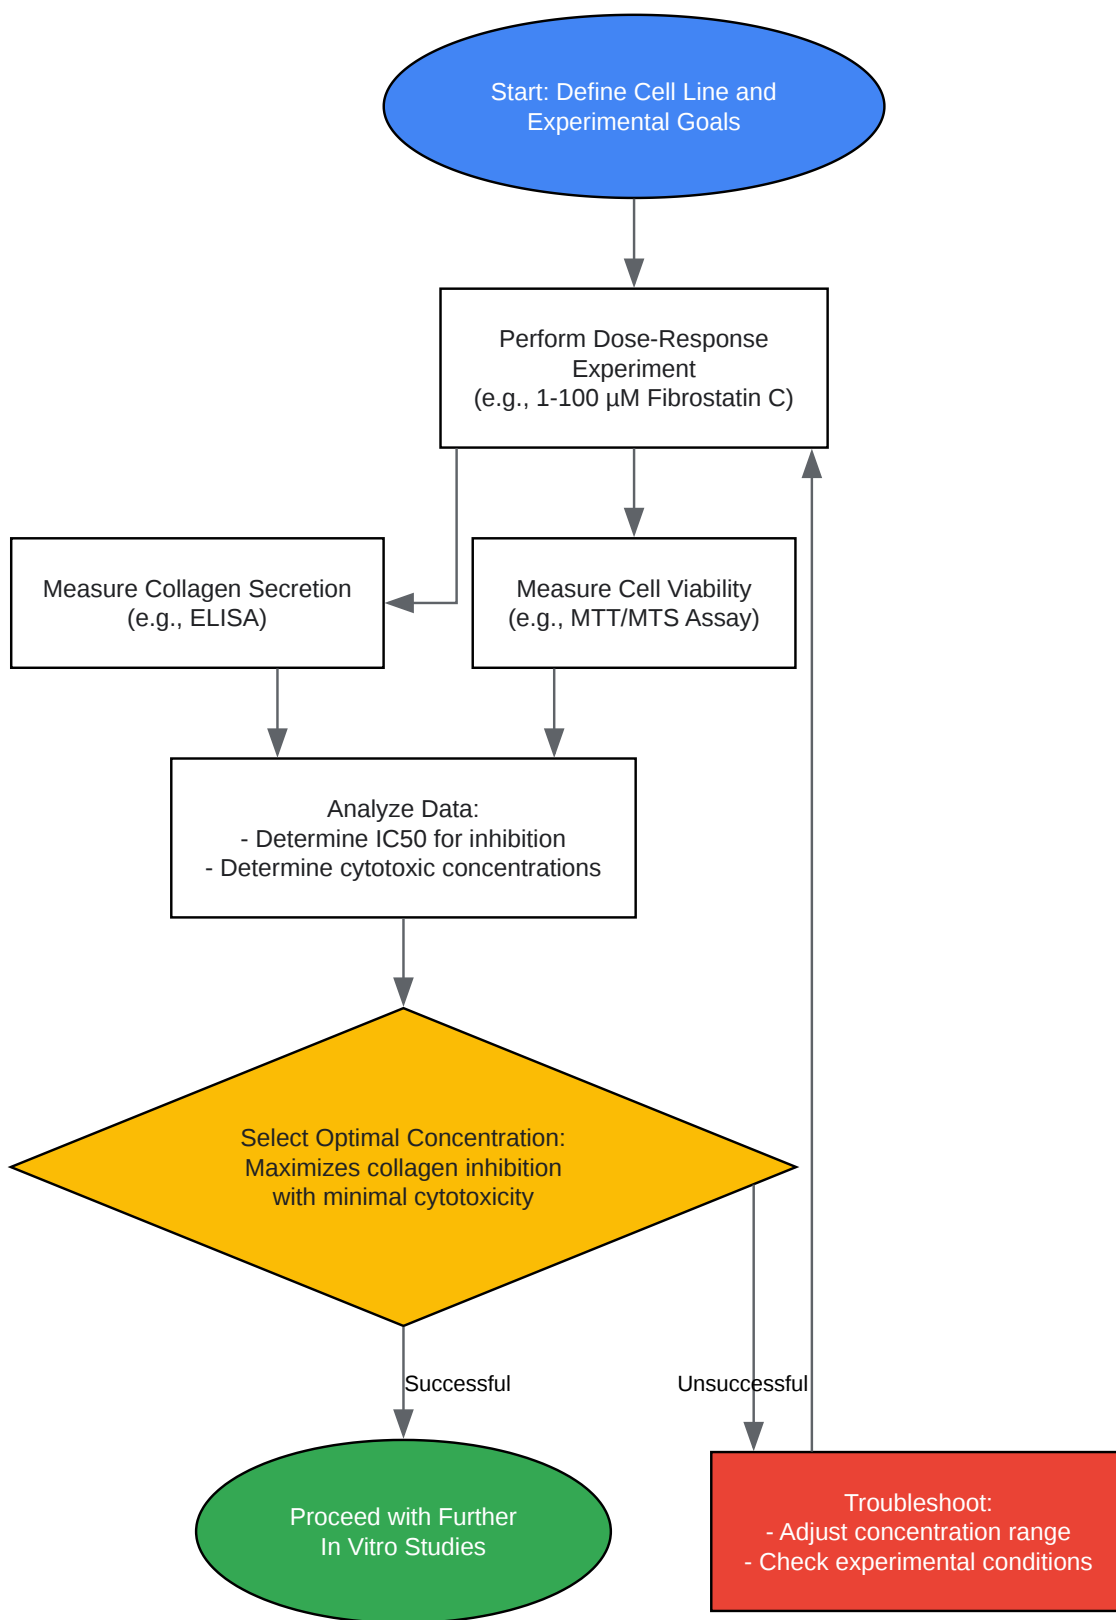 Start: Define Cell Line and
Experimental Goals
Perform Dose-Response
Experiment
(e.g., 1-100 µM Fibrostatin C)
Measure Collagen Secretion
(e.g., ELISA)
Measure Cell Viability
(e.g., MTT/MTS Assay)
Analyze Data:
- Determine IC50 for inhibition
- Determine cytotoxic concentrations
Select Optimal Concentration:
Maximizes collagen inhibition
with minimal cytotoxicity
Successful
Unsuccessful
Proceed with Further
In Vitro Studies
Troubleshoot:
- Adjust concentration range
- Check experimental conditions